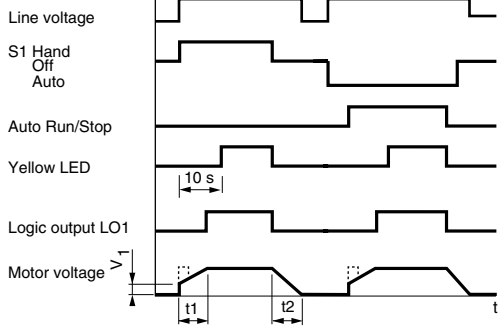 Line voltage
S1 Hand
Off
Auto
Auto Run/Stop
Yellow LED
10 s
Logic output LO1
Motor voltage
V1
t
t1
t2